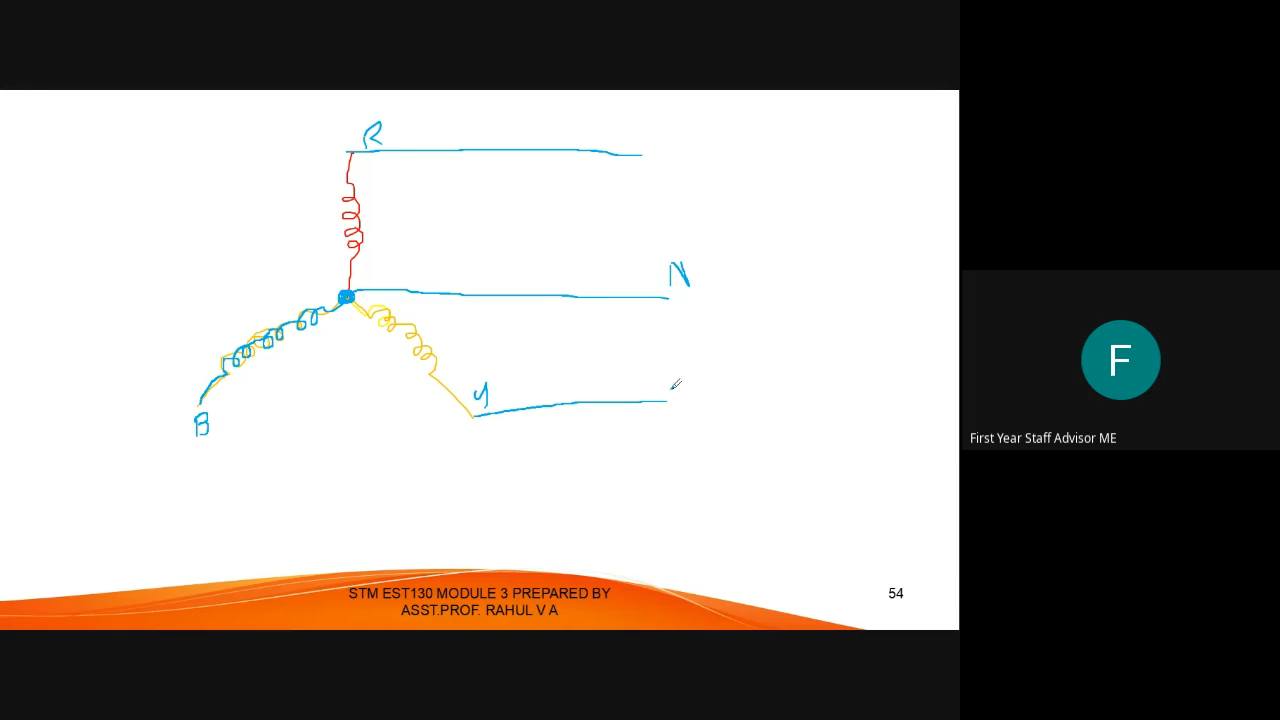 R
N
Y
B
F
First Year Staff Advisor ME
STM EST130 MODULE 3 PREPARED BY
ASST.PROF. RAHUL V A
54